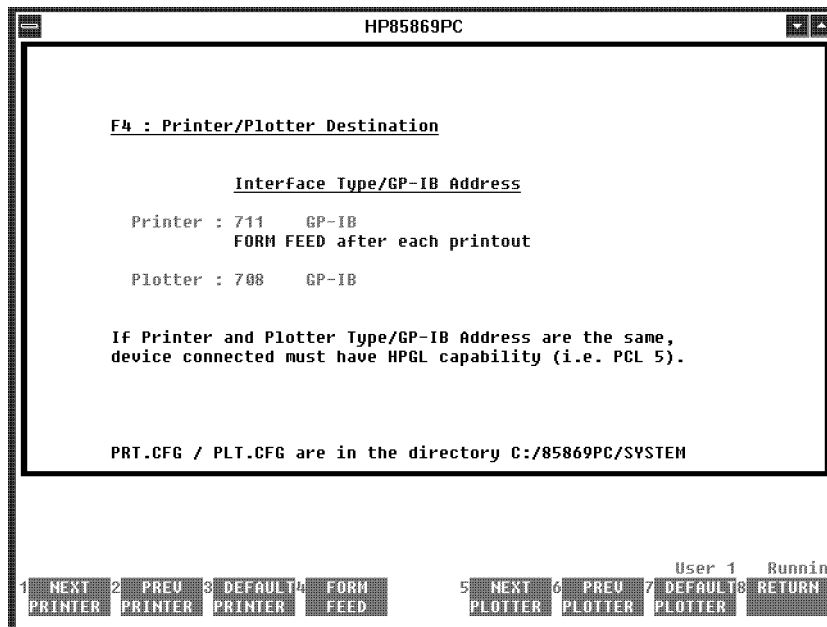 HP85869PC
F4 : Printer/Plotter Destination
Interface Type/GP-IB Address
Printer : 711 GP-IB
FORM FEED after each printout
Plotter : 708 GP-IB
If Printer and Plotter Type/GP-IB Address are the same,
device connected must have HPGL capability (i.e. PCL 5).
PRT.CFG / PLT.CFG are in the directory C:/85869PC/SYSTEM
User 1 Runnin
1 NEXT 2 PREV 3 DEFAULT 4 FORM 5 NEXT 6 PREV 7 DEFAULT 8 RETURN
PRINTER PRINTER PRINTER FEED PLOTTER PLOTTER PLOTTER